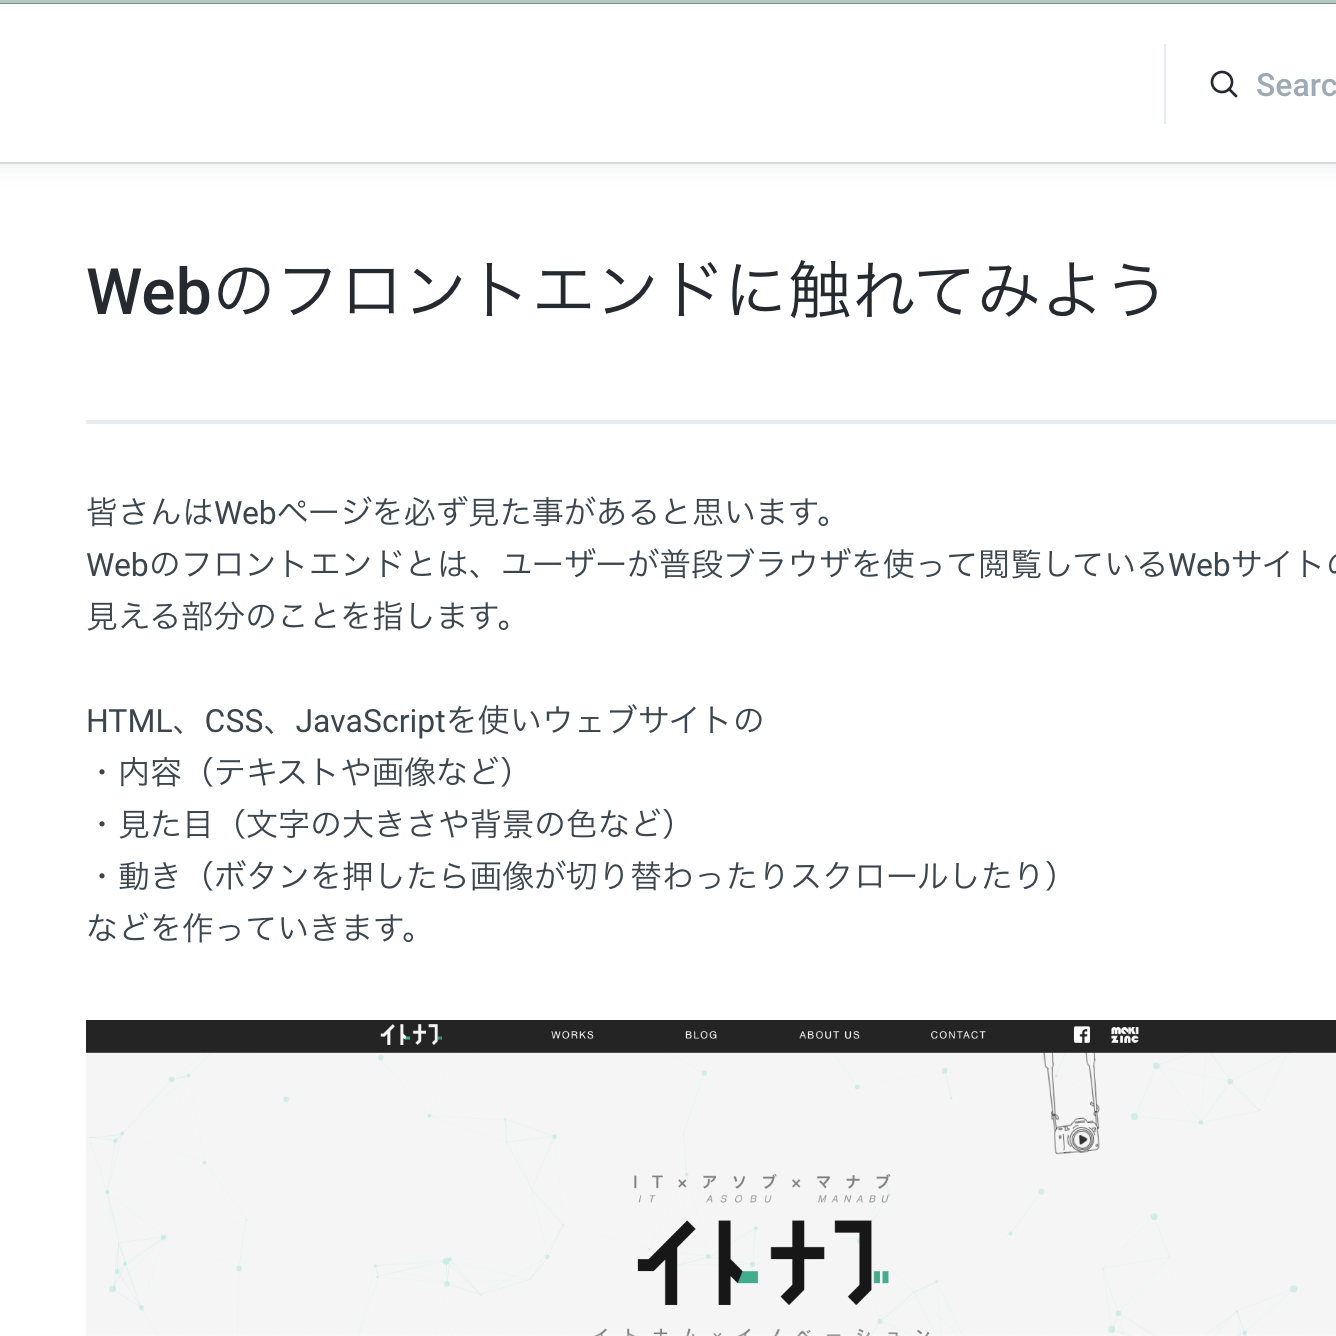 Searc
Webのフロントエンドに触れてみよう
皆さんはWebページを必ず見た事があると思います。
Webのフロントエンドとは、ユーザーが普段ブラウザを使って閲覧しているWebサイトの
見える部分のことを指します。
HTML、CSS、JavaScriptを使いウェブサイトの
・内容（テキストや画像など）
・見た目（文字の大きさや背景の色など）
・動き（ボタンを押したら画像が切り替わったりスクロールしたり）
などを作っていきます。
イトナブ WORKS BLOG ABOUT US CONTACT MOKI ZINC
IT×アソブ×マナブ
IT ASOBU MANABU
イトナブ